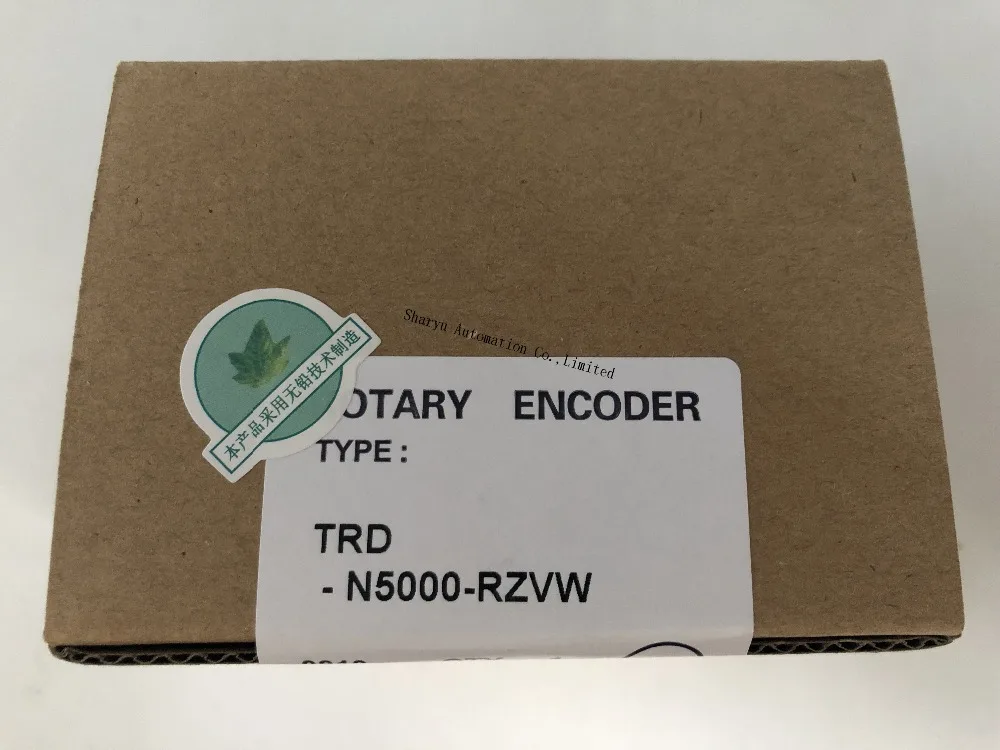 Sharyu Automation Co.,Limited
本产品采用无铅技术制造
OTARY ENCODER
TYPE :
TRD
- N5000-RZVW